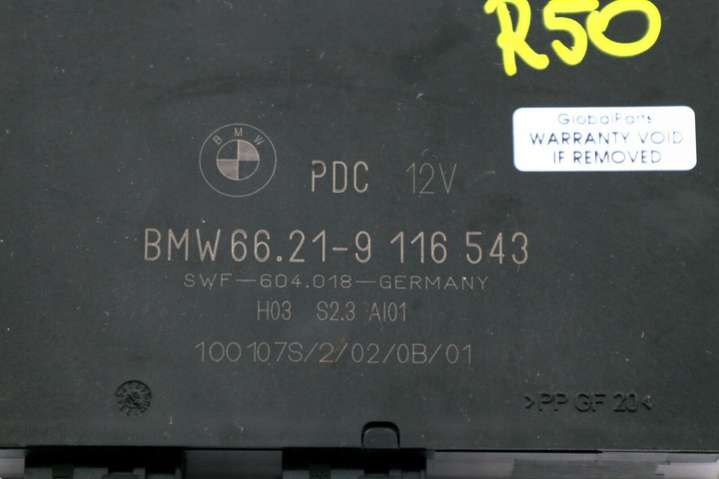 R50
GlobalParts
WARRANTY VOID
IF REMOVED
BMW
PDC 12V
BMW 66.21-9 116 543
SWF-604.018-GERMANY
H03 S2.3 AI01
100107S/2/02/0B/01
>PP GF 20<